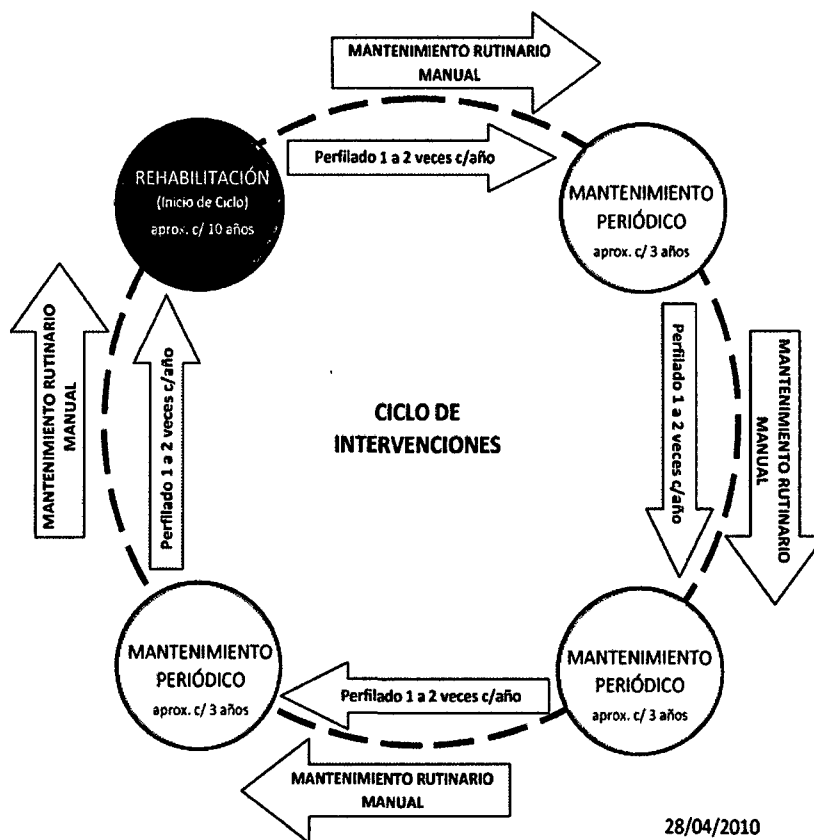 MANTENIMIENTO RUTINARIO
MANUAL
Perfilado 1 a 2 veces c/año
REHABILITACIÓN
(Inicio de Ciclo)
aprox. c/ 10 años
MANTENIMIENTO
PERIÓDICO
aprox. c/ 3 años
MANTENIMIENTO RUTINARIO
MANUAL
Perfilado 1 a 2 veces c/año
CICLO DE
INTERVENCIONES
Perfilado 1 a 2 veces c/año
MANTENIMIENTO RUTINARIO
MANUAL
MANTENIMIENTO
PERIÓDICO
aprox. c/ 3 años
Perfilado 1 a 2 veces c/año
MANTENIMIENTO
PERIÓDICO
aprox. c/ 3 años
MANTENIMIENTO RUTINARIO
MANUAL
28/04/2010